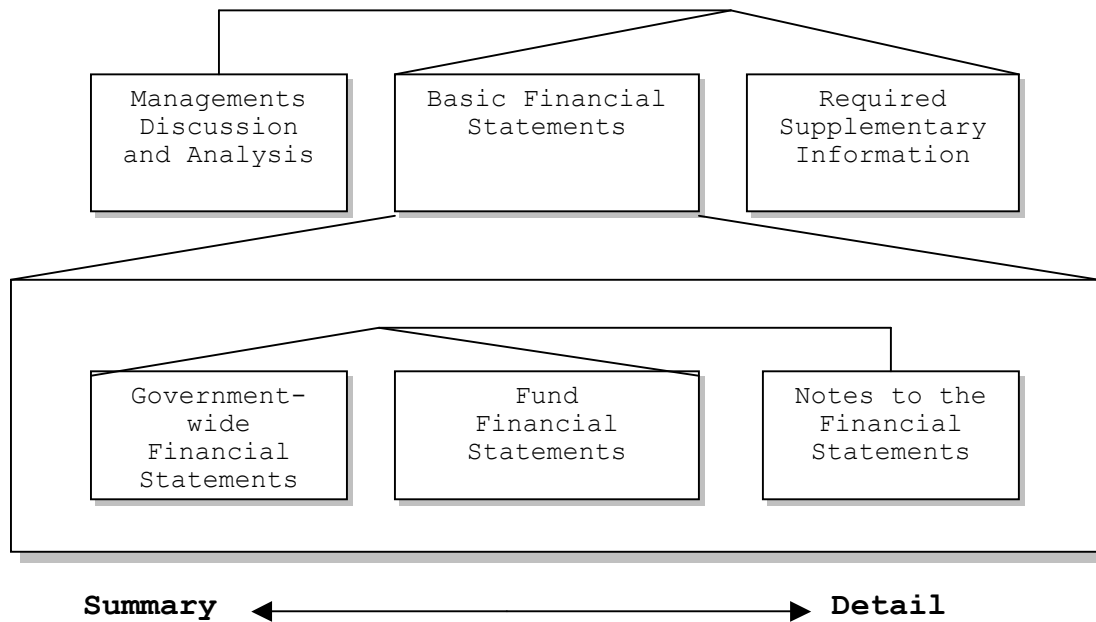 Managements
Discussion
and Analysis
Basic Financial
Statements
Required
Supplementary
Information
Government-
wide
Financial
Statements
Fund
Financial
Statements
Notes to the
Financial
Statements
Summary
Detail